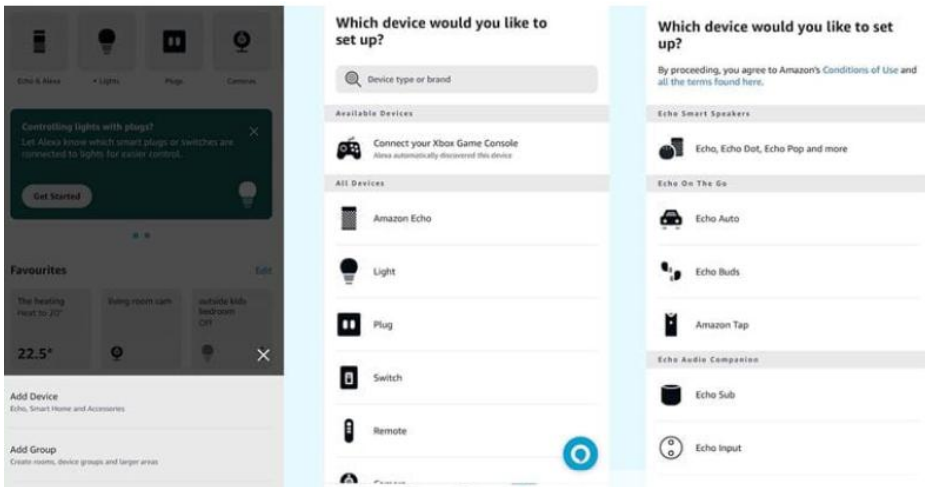 Echo & Alexa
+ Lights
Plugs
Cameras
Controlling lights with plugs?
Let Alexa know which smart plugs or switches are
connected to lights for easier control.
Get Started
Favourites
Edit
The heating
Heat to 20°
living room cam
outside kids
bedroom
Off
22.5°
Add Device
Echo, Smart Home and Accessories
Add Group
Create rooms, device groups and larger areas
Which device would you like to
set up?
Device type or brand
Available Devices
Connect your Xbox Game Console
Alexa automatically discovered this device
All Devices
Amazon Echo
Light
Plug
Switch
Remote
Which device would you like to set
up?
By proceeding, you agree to Amazon's Conditions of Use and
all the terms found here.
Echo Smart Speakers
Echo, Echo Dot, Echo Pop and more
Echo On The Go
Echo Auto
Echo Buds
Amazon Tap
Echo Audio Companion
Echo Sub
Echo Input